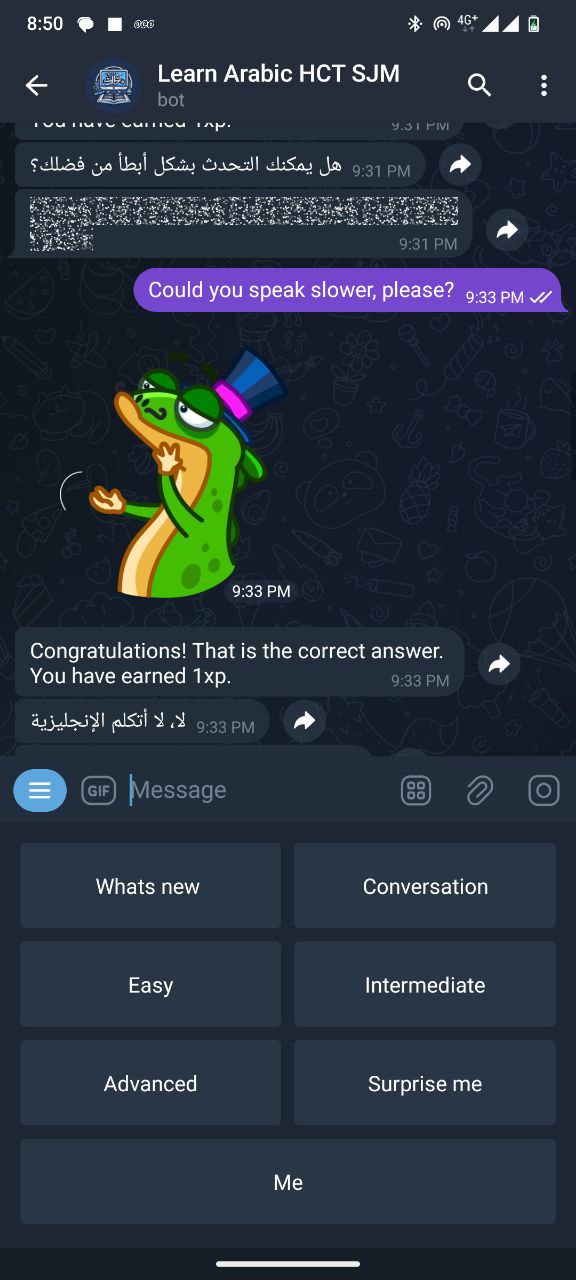 8:50
4G+
Learn Arabic HCT SJM
bot
You have earned 1xp.
9:31 PM
هل يمكنك التحدث بشكل أبطأ من فضلك؟
9:31 PM
9:31 PM
Could you speak slower, please?
9:33 PM
9:33 PM
Congratulations! That is the correct answer.
You have earned 1xp.
9:33 PM
لا، لا أتكلم الإنجليزية
9:33 PM
GIF
Message
Whats new
Conversation
Easy
Intermediate
Advanced
Surprise me
Me